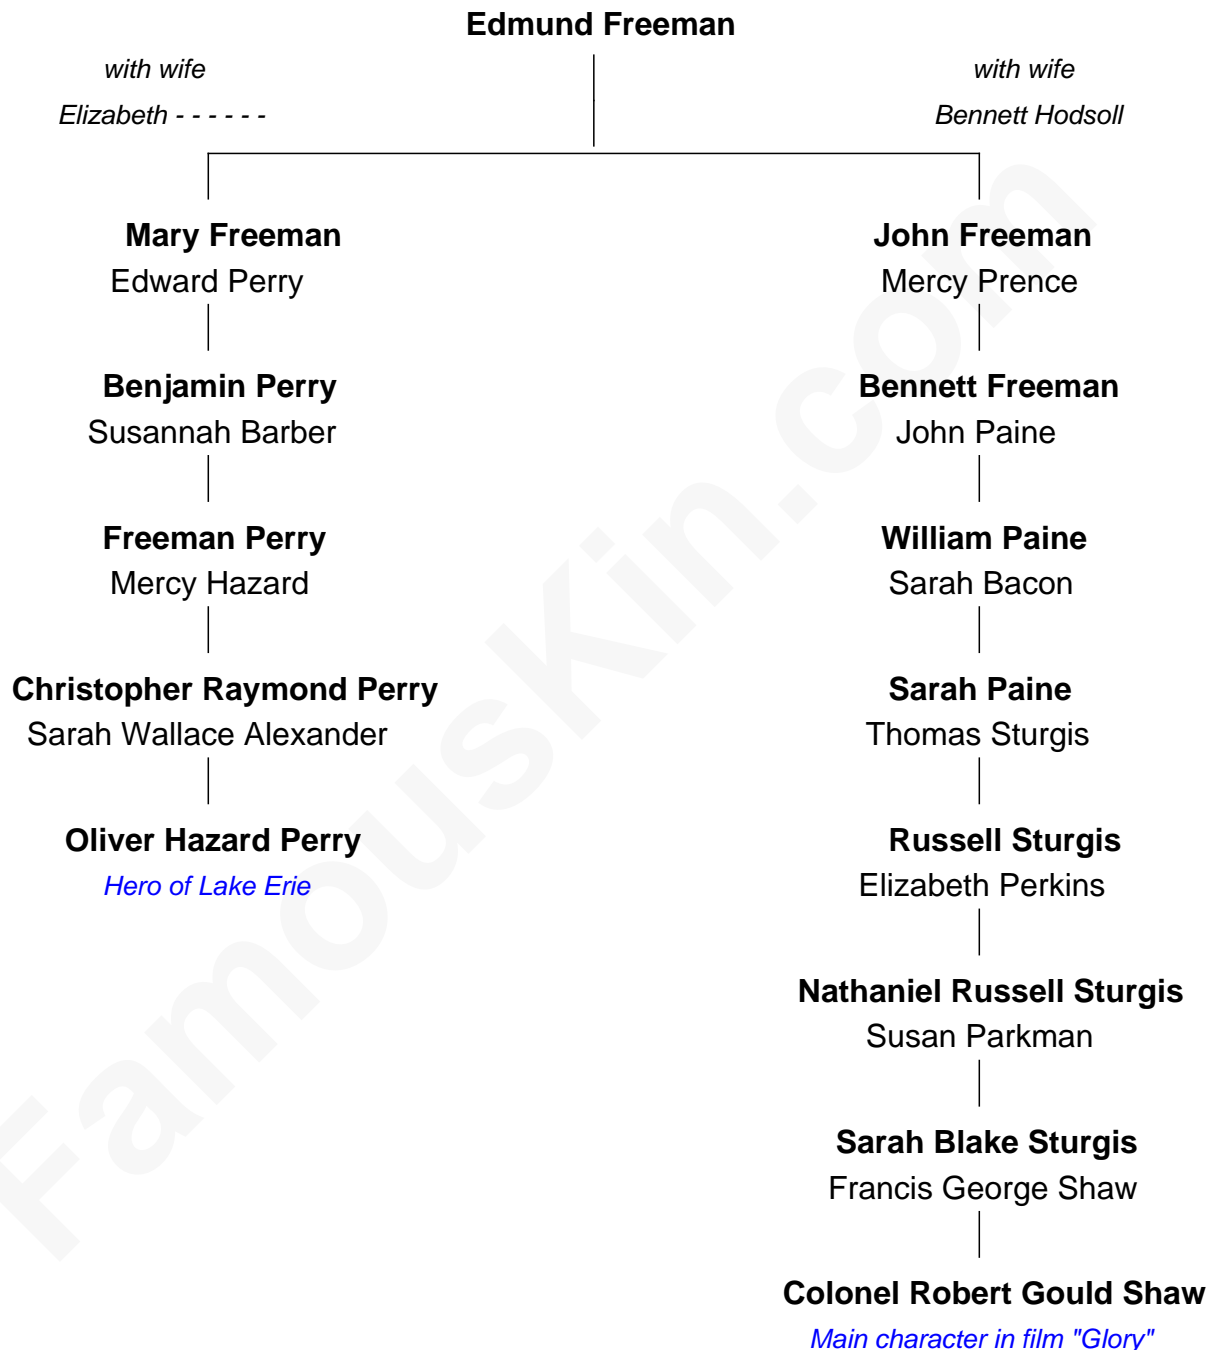 Edmund Freeman
with wife
Elizabeth - - - - - -
with wife
Bennett Hodsoll
Mary Freeman
Edward Perry
John Freeman
Mercy Prence
Benjamin Perry
Susannah Barber
Bennett Freeman
John Paine
Freeman Perry
Mercy Hazard
William Paine
Sarah Bacon
Christopher Raymond Perry
Sarah Wallace Alexander
Sarah Paine
Thomas Sturgis
Oliver Hazard Perry
Hero of Lake Erie
Russell Sturgis
Elizabeth Perkins
Nathaniel Russell Sturgis
Susan Parkman
Sarah Blake Sturgis
Francis George Shaw
Colonel Robert Gould Shaw
Main character in film "Glory"
FamousKin.com